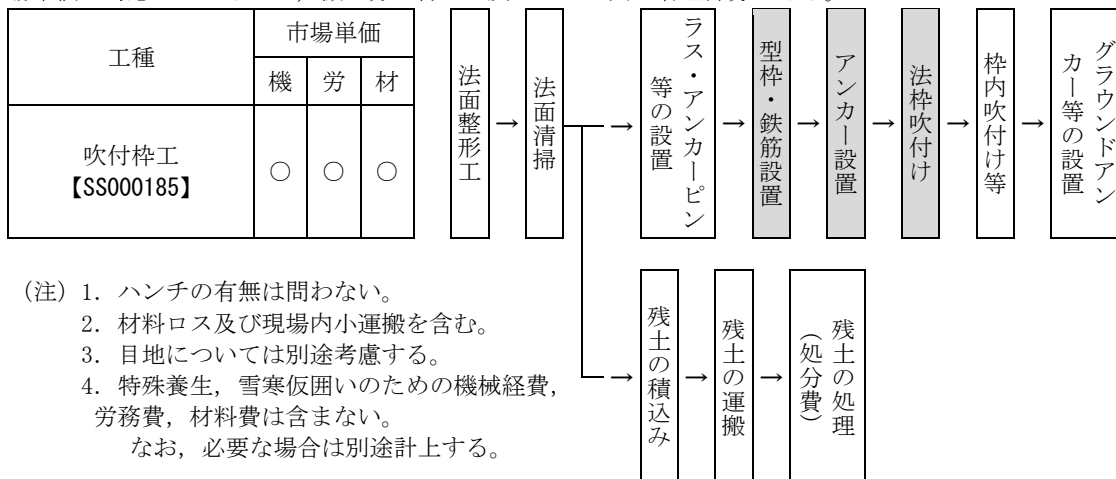 工種
市場単価
機 労 材
吹付枠工
【SS000185】
○ ○ ○
法面整形工
→
法面清掃
→
ラス・アンカーピン
等の設置
→
型枠・鉄筋設置
→
アンカー設置
→
法枠吹付け
→
枠内吹付け等
→
グラウンドアン
カー等の設置
→
残土の積込み
→
残土の運搬
→
残土の処理
(処分費)
(注) 1. ハンチの有無は問わない。
2. 材料ロス及び現場内小運搬を含む。
3. 目地については別途考慮する。
4. 特殊養生,雪寒仮囲いのための機械経費,
労務費,材料費は含まない。
なお,必要な場合は別途計上する。